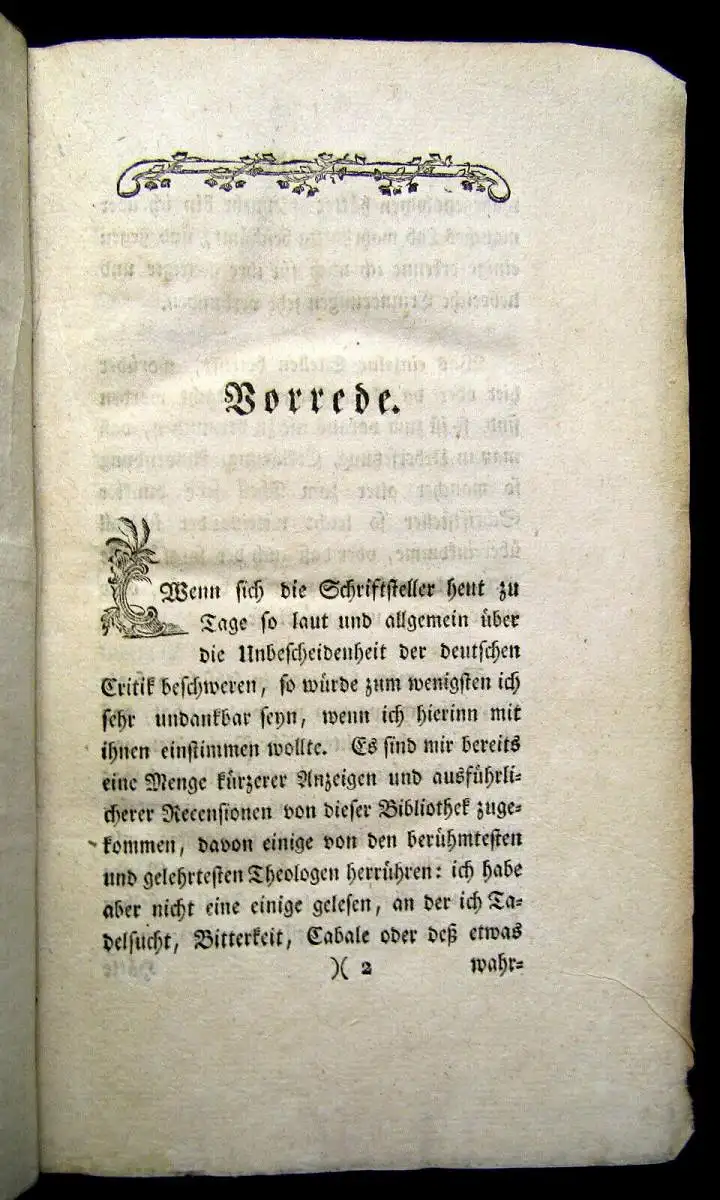 Vorrede.
Wenn sich die Schriftsteller heut zu
Tage so laut und allgemein über
die Unbescheidenheit der deutschen
Critik beschweren, so würde zum wenigsten ich
sehr undankbar seyn, wenn ich hierinn mit
ihnen einstimmen wollte. Es sind mir bereits
eine Menge kürzerer Anzeigen und ausführli-
cherer Recensionen von dieser Bibliothek zuge-
kommen, davon einige von den berühmtesten
und gelehrtesten Theologen herrühren: ich habe
aber nicht eine einige gelesen, an der ich Ta-
delsucht, Bitterkeit, Cabale oder deß etwas
)( 2 wahr-